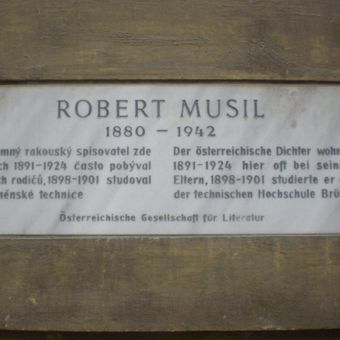 ROBERT MUSIL
1880 – 1942
mný rakouský spisovatel zde
ch 1891-1924 často pobýval
ch rodičů, 1898-1901 studoval
rněnské technice
Der österreichische Dichter wohn
1891-1924 hier oft bei sein
Eltern, 1898-1901 studierte er
der technischen Hochschule Brü
Österreichische Gesellschaft für Literatur